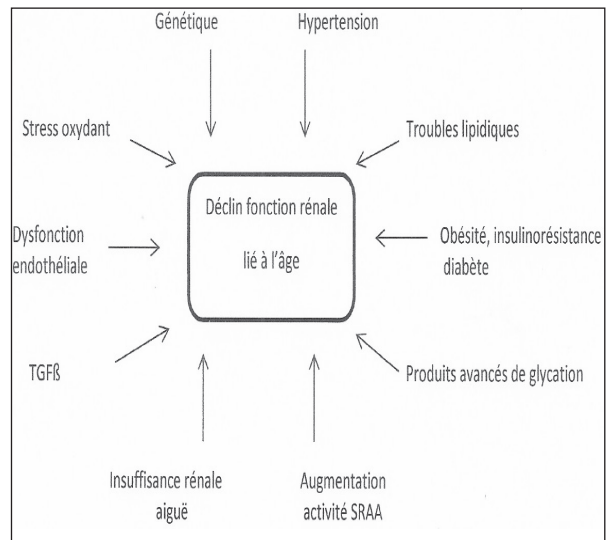 Génétique
Hypertension
Stress oxydant
Troubles lipidiques
Déclin fonction rénale
lié à l'âge
Dysfonction
endothéliale
Obésité, insulinorésistance
diabète
TGFß
Produits avancés de glycation
Insuffisance rénale
aiguë
Augmentation
activité SRAA